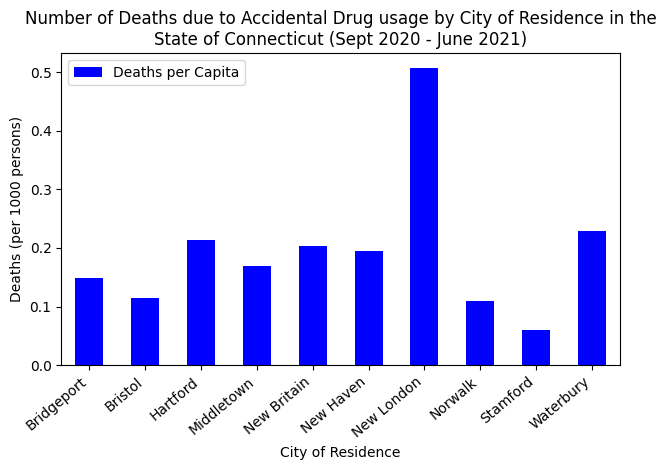 Number of Deaths due to Accidental Drug usage by City of Residence in the
State of Connecticut (Sept 2020 - June 2021)
Deaths per Capita
Deaths (per 1000 persons)
0.5
0.4
0.3
0.2
0.1
0.0
Bridgeport
Bristol
Hartford
Middletown
New Britain
New Haven
New London
Norwalk
Stamford
Waterbury
City of Residence